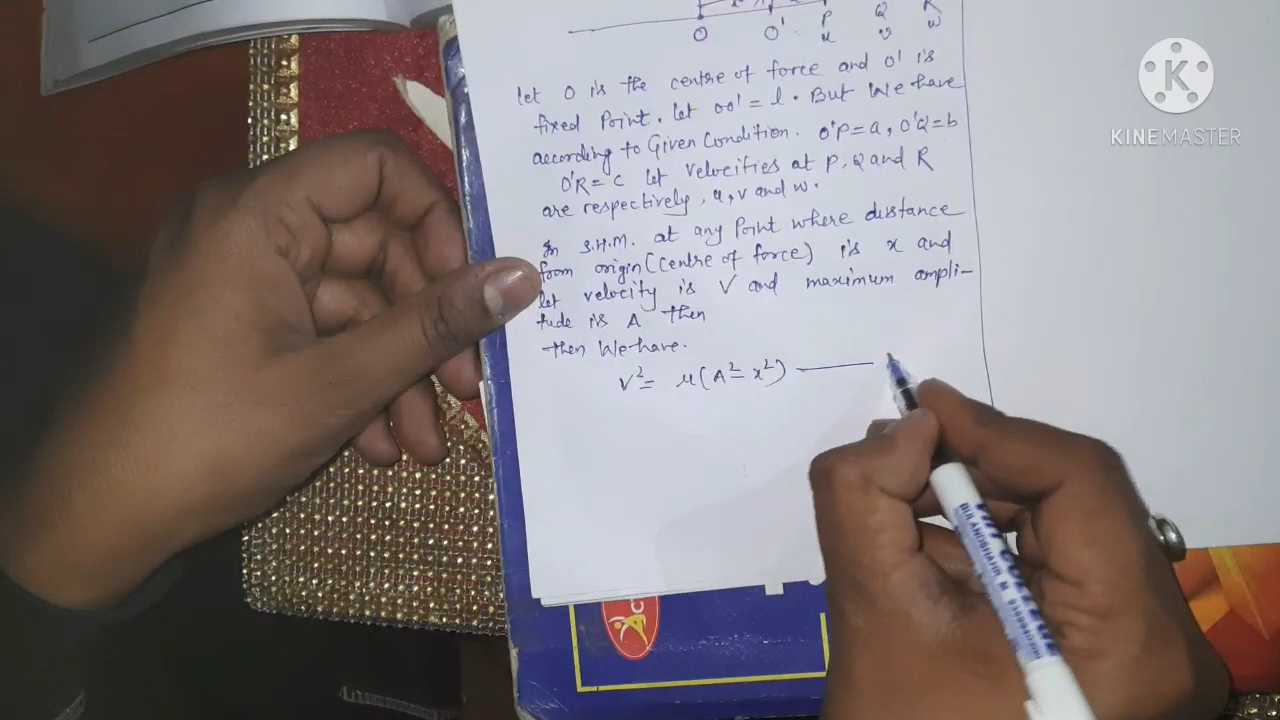 O O' P Q R
u v w
let O is the centre of force and O' is
fixed Point. let OO' = l. But We have
according to Given Condition. O'P = a, O'Q = b
O'R = c let velocities at P, Q and R
are respectively, u, v and w.
In S.H.M. at any Point where distance
from origin (centre of force) is x and
let velocity is V and maximum ampli-
tude is A then
then We have.
V² = μ(A² - x²) ———
K
KINEMASTER
BULANDSHAHR